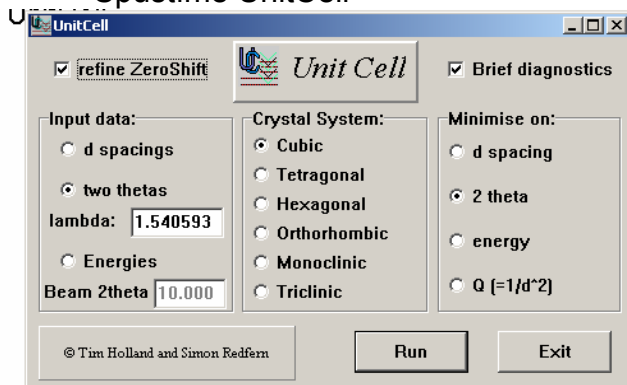 Spustíme UnitCell
UnitCell
refine ZeroShift
Unit Cell
Brief diagnostics
Input data:
d spacings
two thetas
lambda: 1.540593
Energies
Beam 2theta 10.000
Crystal System:
Cubic
Tetragonal
Hexagonal
Orthorhombic
Monoclinic
Triclinic
Minimise on:
d spacing
2 theta
energy
Q (=1/d^2)
© Tim Holland and Simon Redfern
Run
Exit